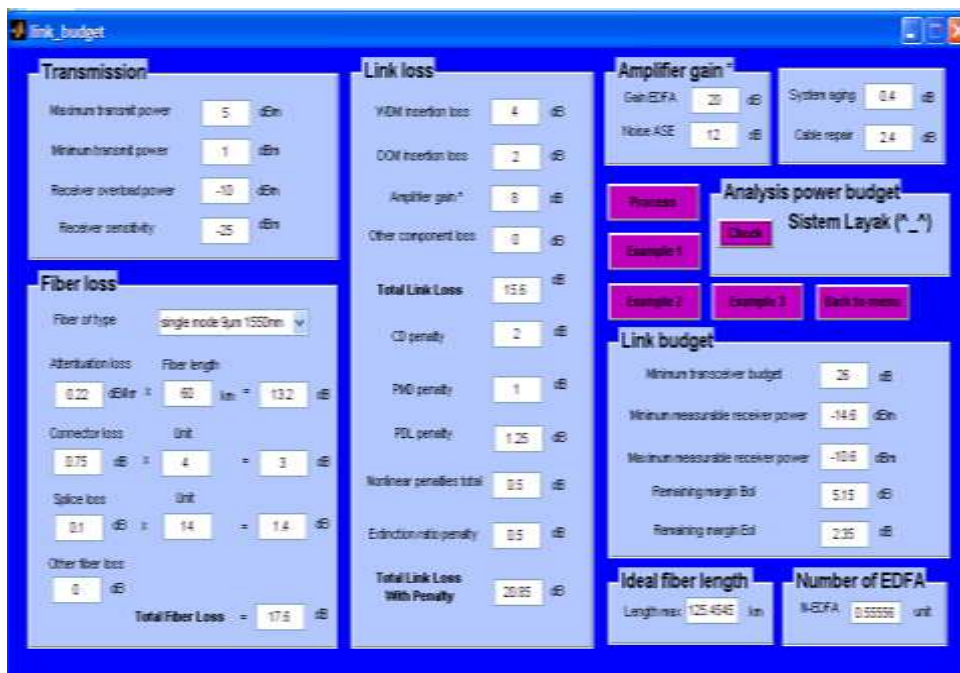 link_budget
Transmission
Maximum transmit power 5 dBm
Minimum transmit power 1 dBm
Receiver overload power -10 dBm
Receiver sensitivity -25 dBm
Fiber loss
Fiber of type single mode 9µm 1550nm
Attentuation loss Fiber length
0.22 dB/km x 60 km = 13.2 dB
Connector loss Unit
0.75 dB x 4 = 3 dB
Splice loss Unit
0.1 dB x 14 = 1.4 dB
Other fiber loss
0 dB
Total Fiber Loss = 17.6 dB
Link loss
WDM insertion loss 4 dB
DCM insertion loss 2 dB
Amplifier gain * 8 dB
Other component loss 0 dB
Total Link Loss 15.6 dB
CD penalty 2 dB
PMD penalty 1 dB
PDL penalty 1.25 dB
Nonlinear penalties total 0.5 dB
Extinction ratio penalty 0.5 dB
Total Link Loss
With Penalty 20.85 dB
Amplifier gain *
Gain EDFA 20 dB
Noise ASE 12 dB
System aging 0.4 dB
Cable repair 2.4 dB
Process
Example 1
Example 2
Example 3
Back to menu
Analysis power budget
Check
Sistem Layak (^_^)
Link budget
Minimum transceiver budget 26 dB
Minimum measurable receiver power -14.6 dBm
Maximum measurable receiver power -10.6 dBm
Remaining margin Bol 5.15 dB
Remaining margin Eol 2.35 dB
Ideal fiber length
Length max 125.4545 km
Number of EDFA
N-EDFA 0.55556 unit